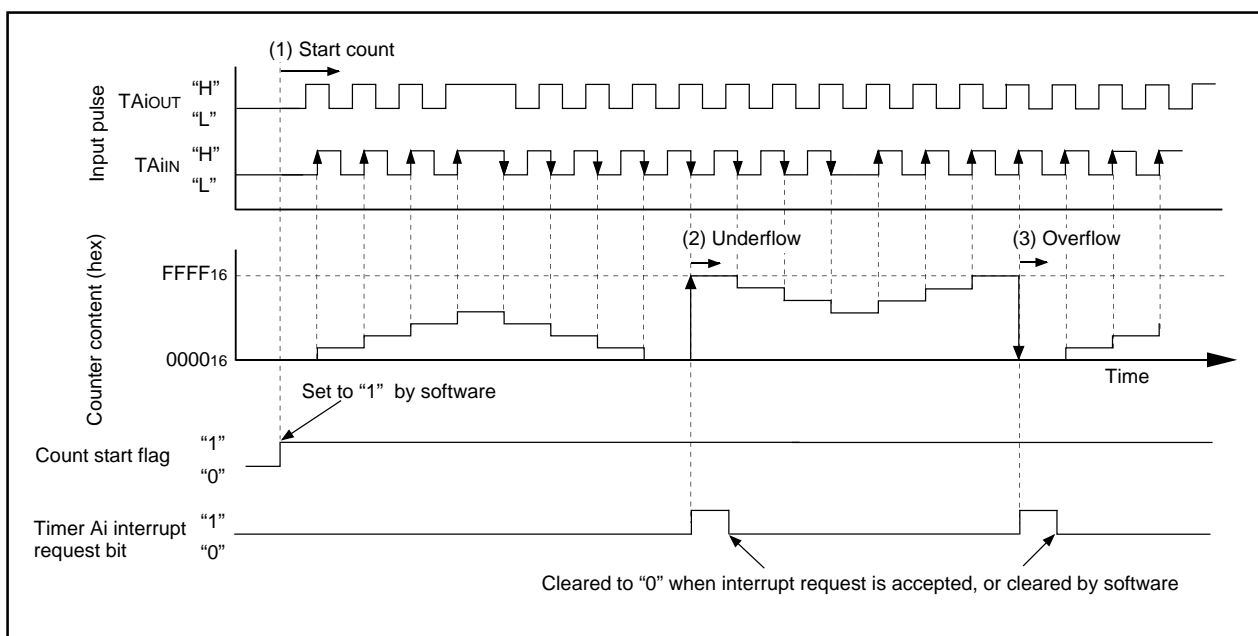 (1) Start count
Input pulse
TAiOUT
“H”
“L”
TAiIN
“H”
“L”
Counter content (hex)
(2) Underflow
(3) Overflow
FFFF16
000016
Time
Set to “1” by software
Count start flag
“1”
“0”
Timer Ai interrupt
request bit
“1”
“0”
Cleared to “0” when interrupt request is accepted, or cleared by software